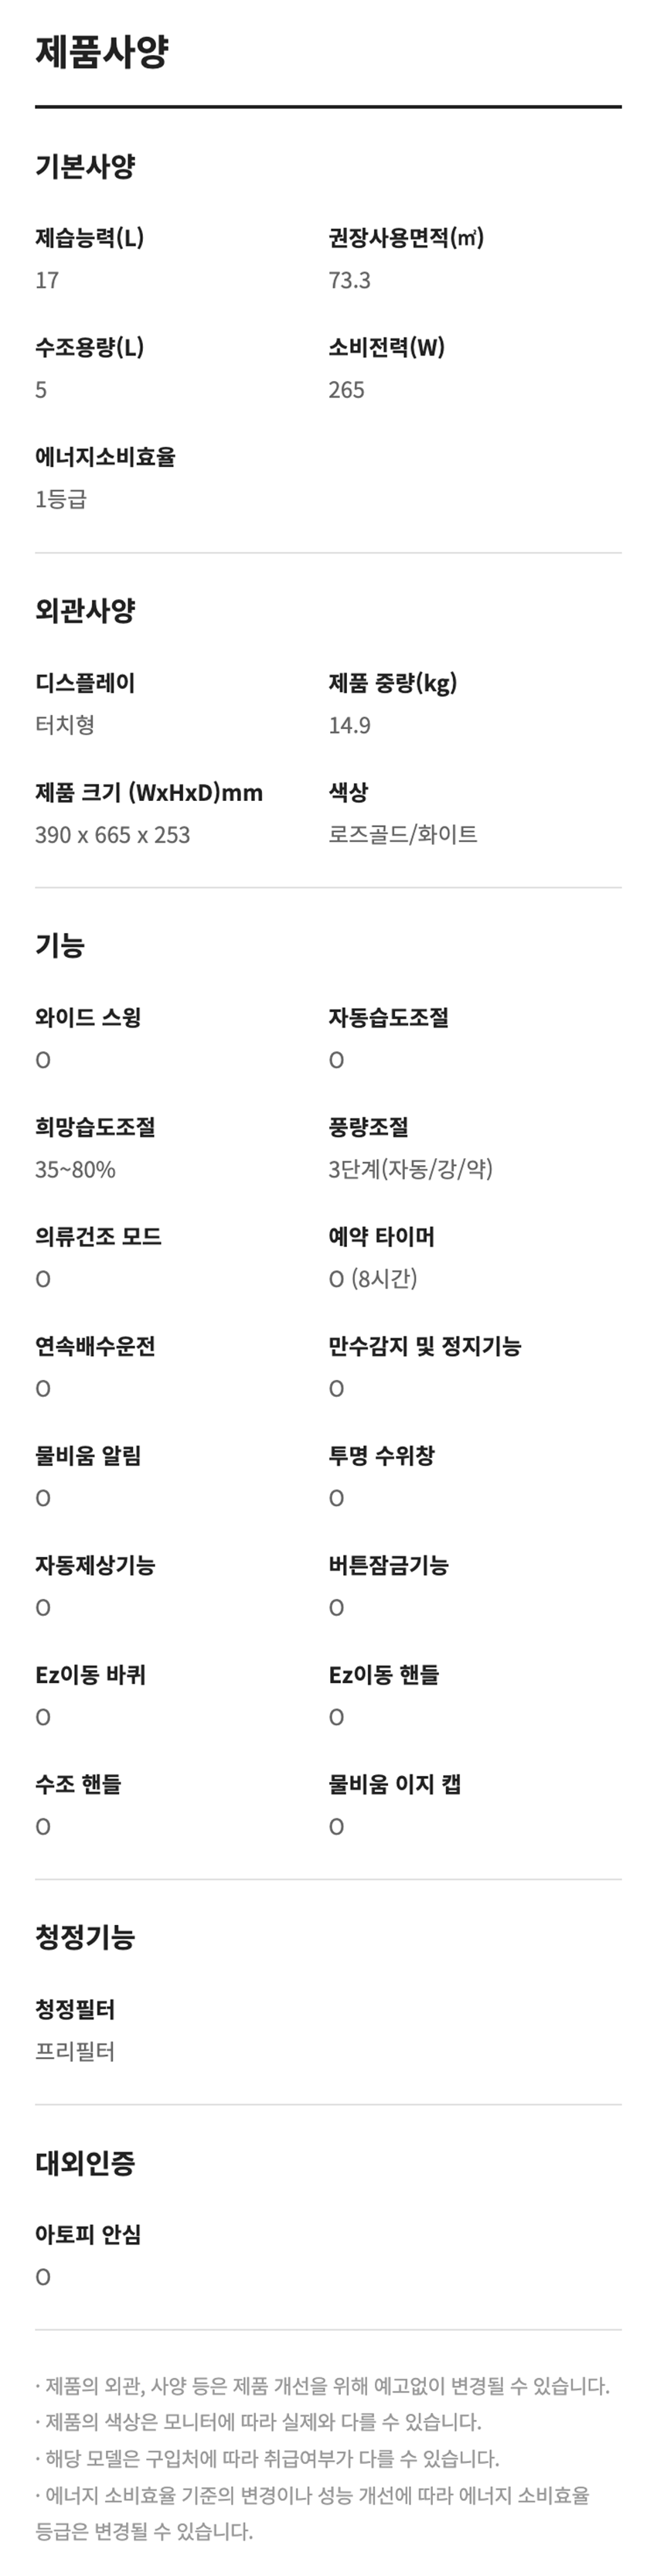 제품사양
기본사양
제습능력(L) 권장사용면적(㎡)
17 73.3
수조용량(L) 소비전력(W)
5 265
에너지소비효율
1등급
외관사양
디스플레이 제품 중량(kg)
터치형 14.9
제품 크기 (WxHxD)mm 색상
390 x 665 x 253 로즈골드/화이트
기능
와이드 스윙 자동습도조절
O O
희망습도조절 풍량조절
35~80% 3단계(자동/강/약)
의류건조 모드 예약 타이머
O O (8시간)
연속배수운전 만수감지 및 정지기능
O O
물비움 알림 투명 수위창
O O
자동제상기능 버튼잠금기능
O O
Ez이동 바퀴 Ez이동 핸들
O O
수조 핸들 물비움 이지 캡
O O
청정기능
청정필터
프리필터
대외인증
아토피 안심
O
· 제품의 외관, 사양 등은 제품 개선을 위해 예고없이 변경될 수 있습니다.
· 제품의 색상은 모니터에 따라 실제와 다를 수 있습니다.
· 해당 모델은 구입처에 따라 취급여부가 다를 수 있습니다.
· 에너지 소비효율 기준의 변경이나 성능 개선에 따라 에너지 소비효율
등급은 변경될 수 있습니다.